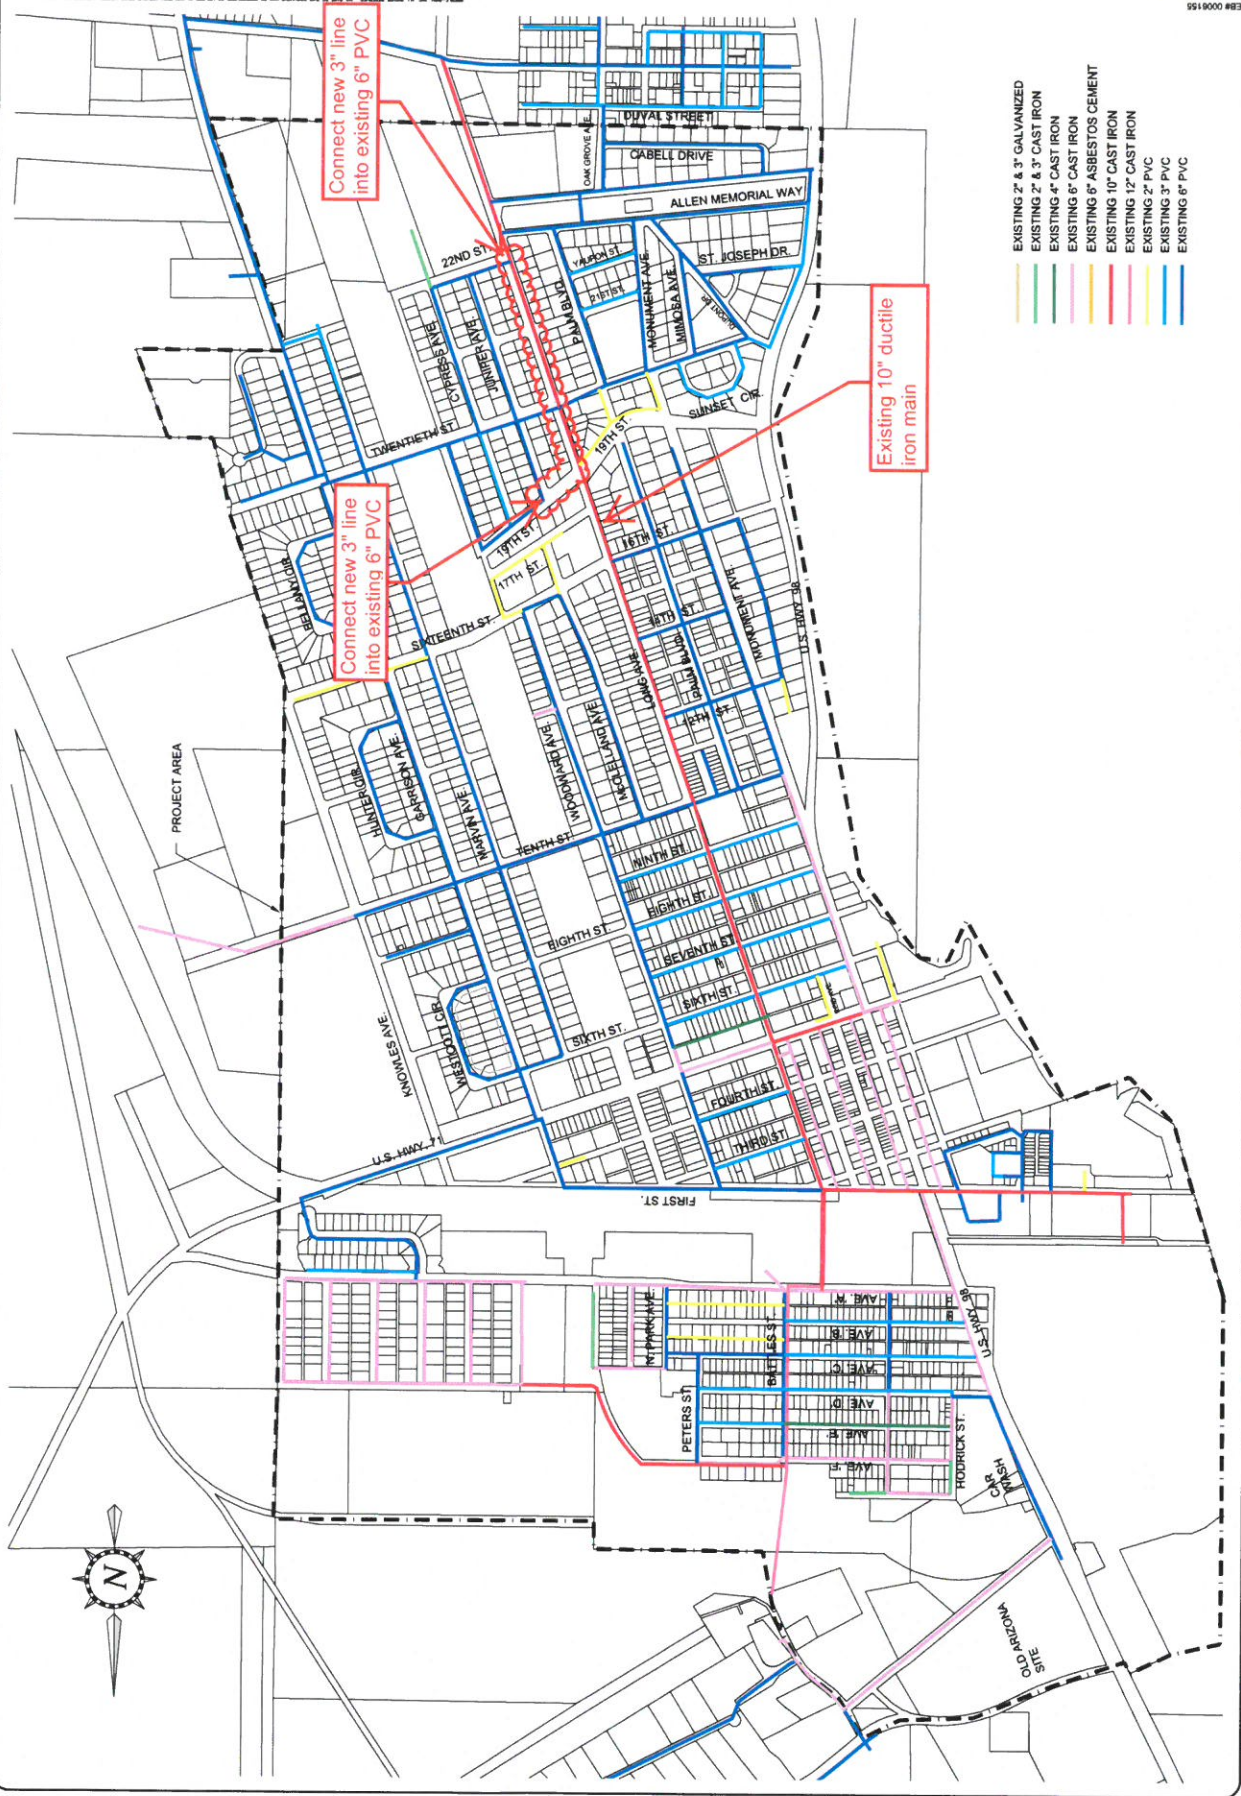 EB# 0006155
Connect new 3" line
into existing 6" PVC
DUVAL STREET
OAK GROVE AVE.
CABELL DRIVE
ALLEN MEMORIAL WAY
22ND ST.
YAUPON ST.
ST. JOSEPH DR.
21ST ST.
PALM BLVD.
MONUMENT AVE.
MIMOSA AVE.
DUPONT DR.
CYPRESS AVE.
JUNIPER AVE.
EXISTING 2" & 3" GALVANIZED
EXISTING 2" & 3" CAST IRON
EXISTING 4" CAST IRON
EXISTING 6" CAST IRON
EXISTING 6" ASBESTOS CEMENT
EXISTING 10" CAST IRON
EXISTING 12" CAST IRON
EXISTING 2" PVC
EXISTING 3" PVC
EXISTING 6" PVC
Existing 10" ductile
iron main
SUNSET CIR.
TWENTIETH ST.
19TH ST.
Connect new 3" line
into existing 6" PVC
19TH ST.
17TH ST.
16TH ST.
BELLAMY CIR.
SIXTEENTH ST.
14TH ST.
MONUMENT AVE.
U.S. HWY. 98
PALM BLVD.
LONG AVE.
12TH ST.
PROJECT AREA
HUNTER CIR.
GARRISON AVE.
MARVIN AVE.
WOODWARD AVE.
MCLELLAND AVE.
TENTH ST.
NINTH ST.
EIGHTH ST.
EIGHTH ST.
SEVENTH ST.
SIXTH ST.
SIXTH ST.
KNOWLES AVE.
WESTCOTT CIR.
FOURTH ST.
THIRD ST.
U.S. HWY. 71
FIRST ST.
N. PARK AVE.
BATTLES ST.
AVE. 'A'
AVE. 'B'
AVE. 'C'
AVE. 'D'
AVE. 'E'
AVE. 'F'
U.S. HWY. 98
PETERS ST.
HODRICK ST.
CAR
WASH
N
OLD ARIZONA
SITE